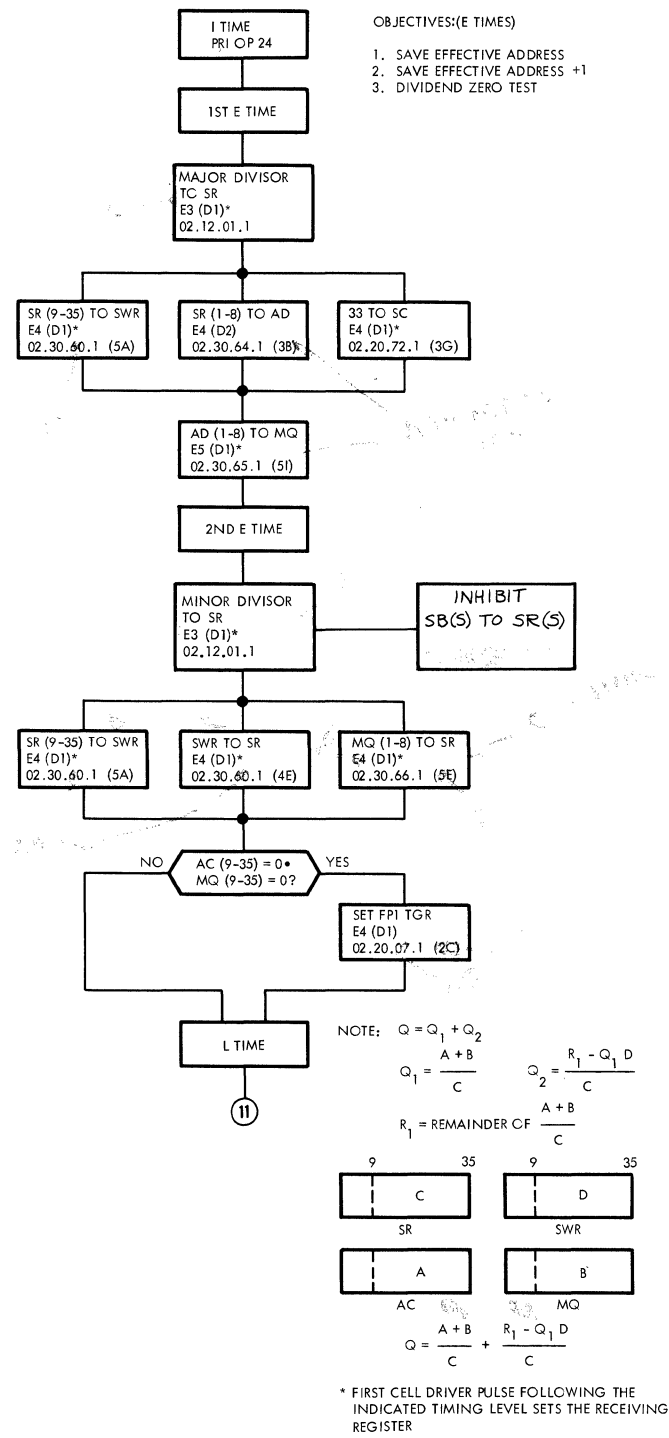 I TIME
PRI OP 24
OBJECTIVES:(E TIMES)
1. SAVE EFFECTIVE ADDRESS
2. SAVE EFFECTIVE ADDRESS +1
3. DIVIDEND ZERO TEST
1ST E TIME
MAJOR DIVISOR
TC SR
E3 (D1)*
02.12.01.1
SR (9-35) TO SWR
E4 (D1)*
02.30.60.1 (5A)
SR (1-8) TO AD
E4 (D2)
02.30.64.1 (3B)
33 TO SC
E4 (D1)*
02.20.72.1 (3G)
AD (1-8) TO MQ
E5 (D1)*
02.30.65.1 (5I)
2ND E TIME
MINOR DIVISOR
TO SR
E3 (D1)*
02.12.01.1
INHIBIT
SB(S) TO SR(S)
SR (9-35) TO SWR
E4 (D1)*
02.30.60.1 (5A)
SWR TO SR
E4 (D1)*
02.30.60.1 (4E)
MQ (1-8) TO SR
E4 (D1)*
02.30.66.1 (5E)
NO
AC (9-35) = 0•
MQ (9-35) = 0?
YES
SET FP1 TGR
E4 (D1)
02.20.07.1 (2C)
L TIME
11
NOTE: Q = Q1 + Q2
Q1 = A + B / C
Q2 = R1 - Q1 D / C
R1 = REMAINDER OF A + B / C
9 35 9 35
C D
SR SWR
A B
AC MQ
Q = A + B / C + R1 - Q1 D / C
* FIRST CELL DRIVER PULSE FOLLOWING THE
INDICATED TIMING LEVEL SETS THE RECEIVING
REGISTER